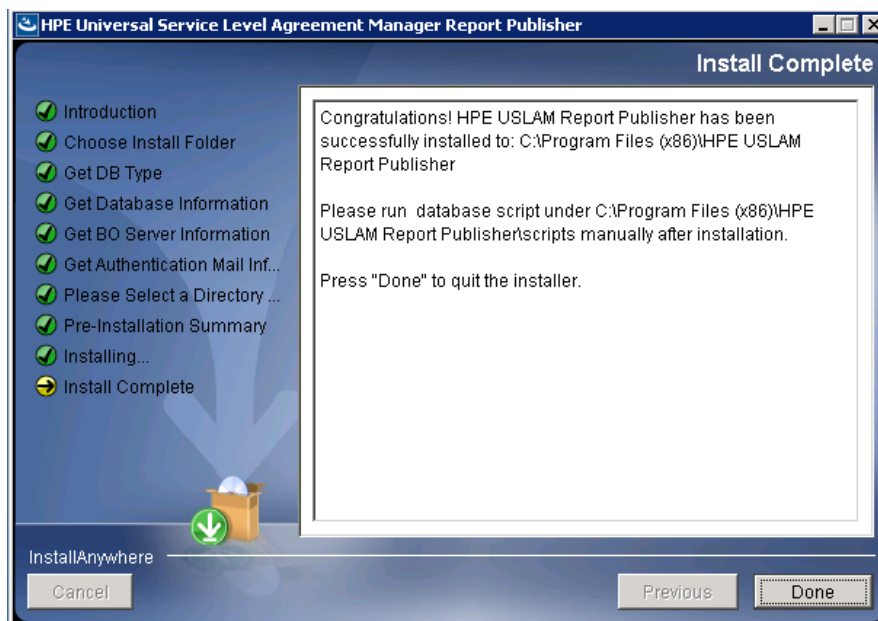 HPE Universal Service Level Agreement Manager Report Publisher
Install Complete
Introduction
Choose Install Folder
Get DB Type
Get Database Information
Get BO Server Information
Get Authentication Mail Inf...
Please Select a Directory ...
Pre-Installation Summary
Installing...
Install Complete
Congratulations! HPE USLAM Report Publisher has been
successfully installed to: C:\Program Files (x86)\HPE USLAM
Report Publisher
Please run  database script under C:\Program Files (x86)\HPE
USLAM Report Publisher\scripts manually after installation.
Press "Done" to quit the installer.
InstallAnywhere
Cancel
Previous
Done